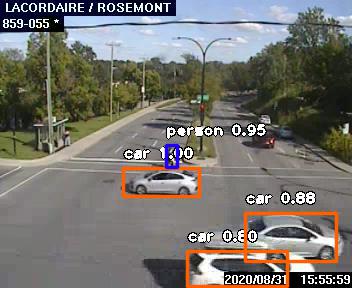 LACORDAIRE / ROSEMONT
859-055 *
person 0.95
car 1.00
car 0.88
car 0.80
2020/08/31 15:55:59